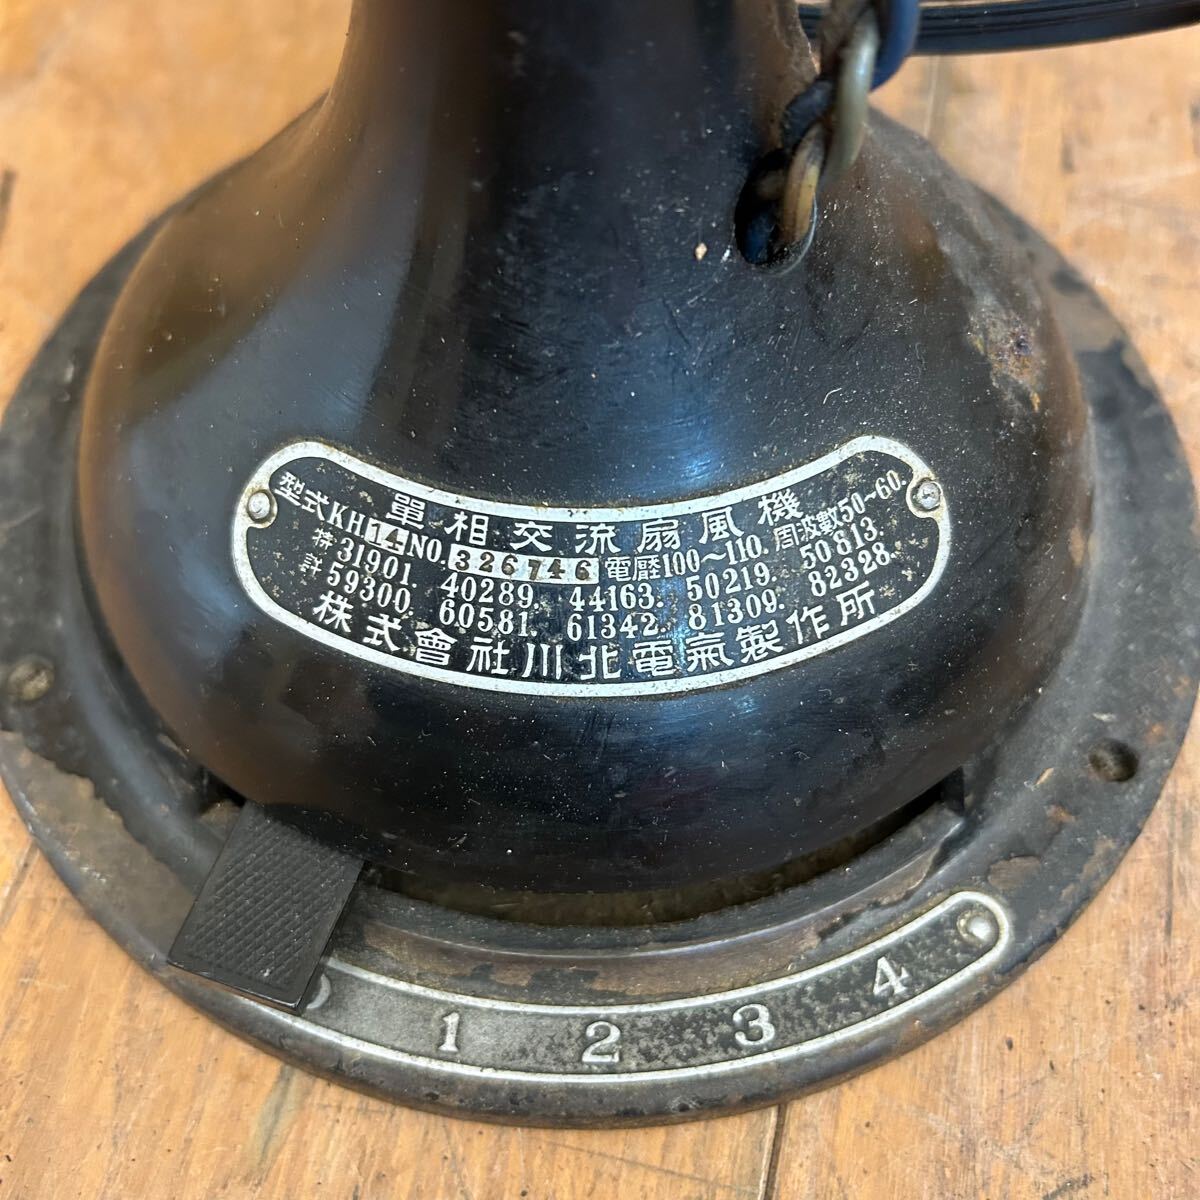 單相交流扇風機
型式KH14 NO. 326746 電壓100~110. 周波數50~60.
特 31901. 40289. 44163. 50219. 50813.
許 59300. 60581. 61342. 81309. 82328.
株式會社川北電氣製作所
1 2 3 4